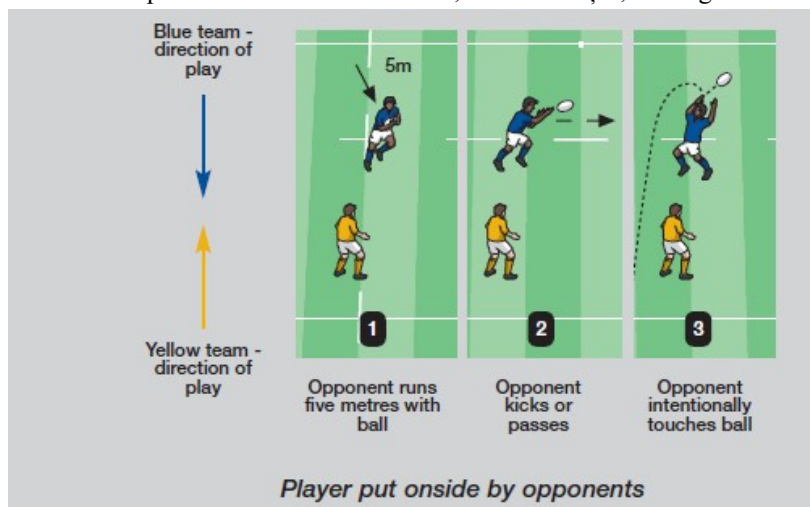 Blue team -
direction of
play
5m
1
2
3
Yellow team -
direction of
play
Opponent runs
five metres with
ball
Opponent
kicks or
passes
Opponent
intentionally
touches ball
Player put onside by opponents